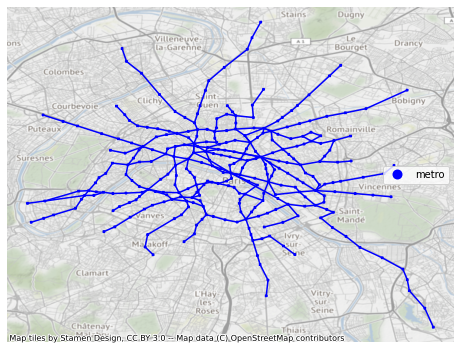 Stains
Dugny
Villeneuve-
la-Garenne
A 3
Le
Bourget
Drancy
Colombes
Saint-
Ouen
Bobigny
Courbevoie
Clichy
Puteaux
Romainville
Suresnes
metro
Vincennes
Saint-
Mandé
Vanves
Malakoff
Ivry-
sur-
Seine
Clamart
L'Haÿ
les-
Roses
Vitry-
sur-
Seine
Châtenay
Thiais
Map tiles by Stamen Design, CC BY 3.0 -- Map data (C) OpenStreetMap contributors